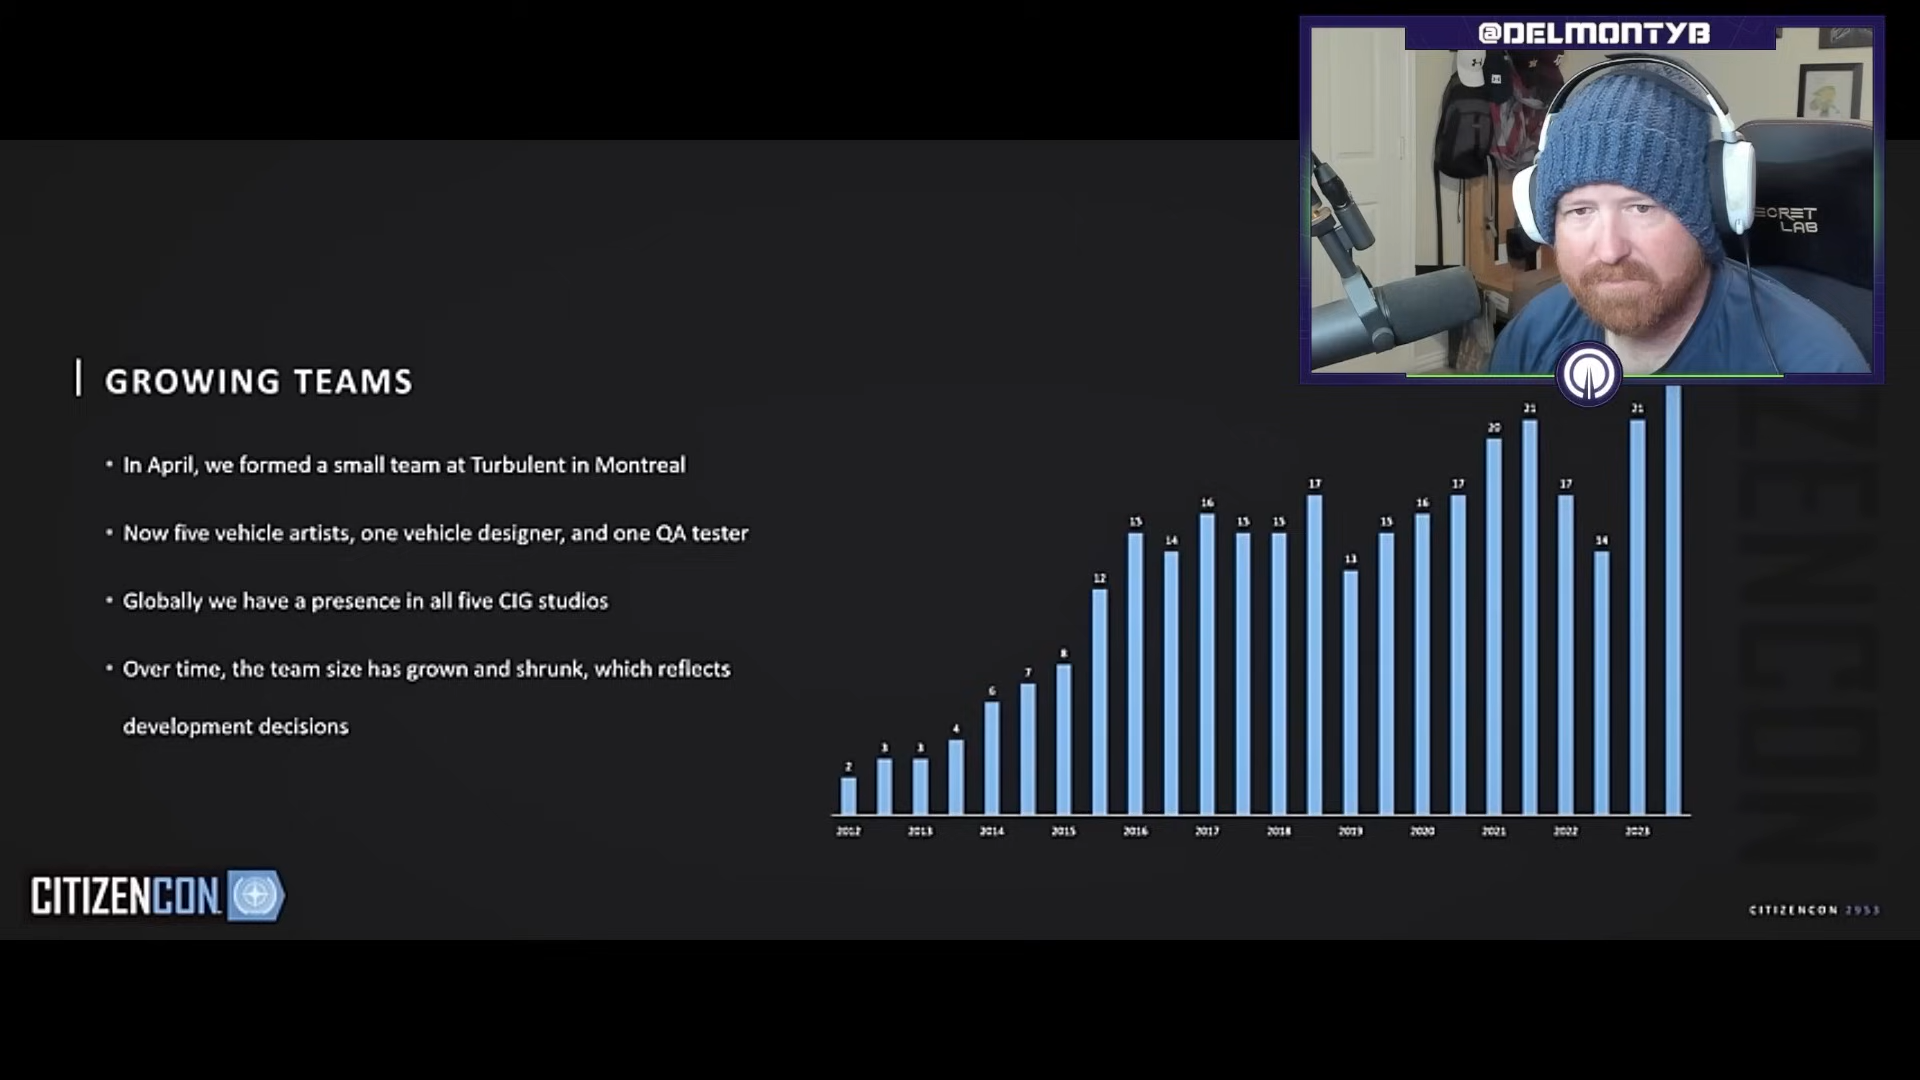 @DELMONTYB
SECRET
LAB
GROWING TEAMS
• In April, we formed a small team at Turbulent in Montreal
• Now five vehicle artists, one vehicle designer, and one QA tester
• Globally we have a presence in all five CIG studios
• Over time, the team size has grown and shrunk, which reflects
development decisions
2 3 3 4 6 7 8 12 15 14 16 15 15 17 13 15 16 17 20 21 17 14 21
2012 2013 2014 2015 2016 2017 2018 2019 2020 2021 2022 2023
ZENCON
CITIZENCON
CITIZENCON 2953